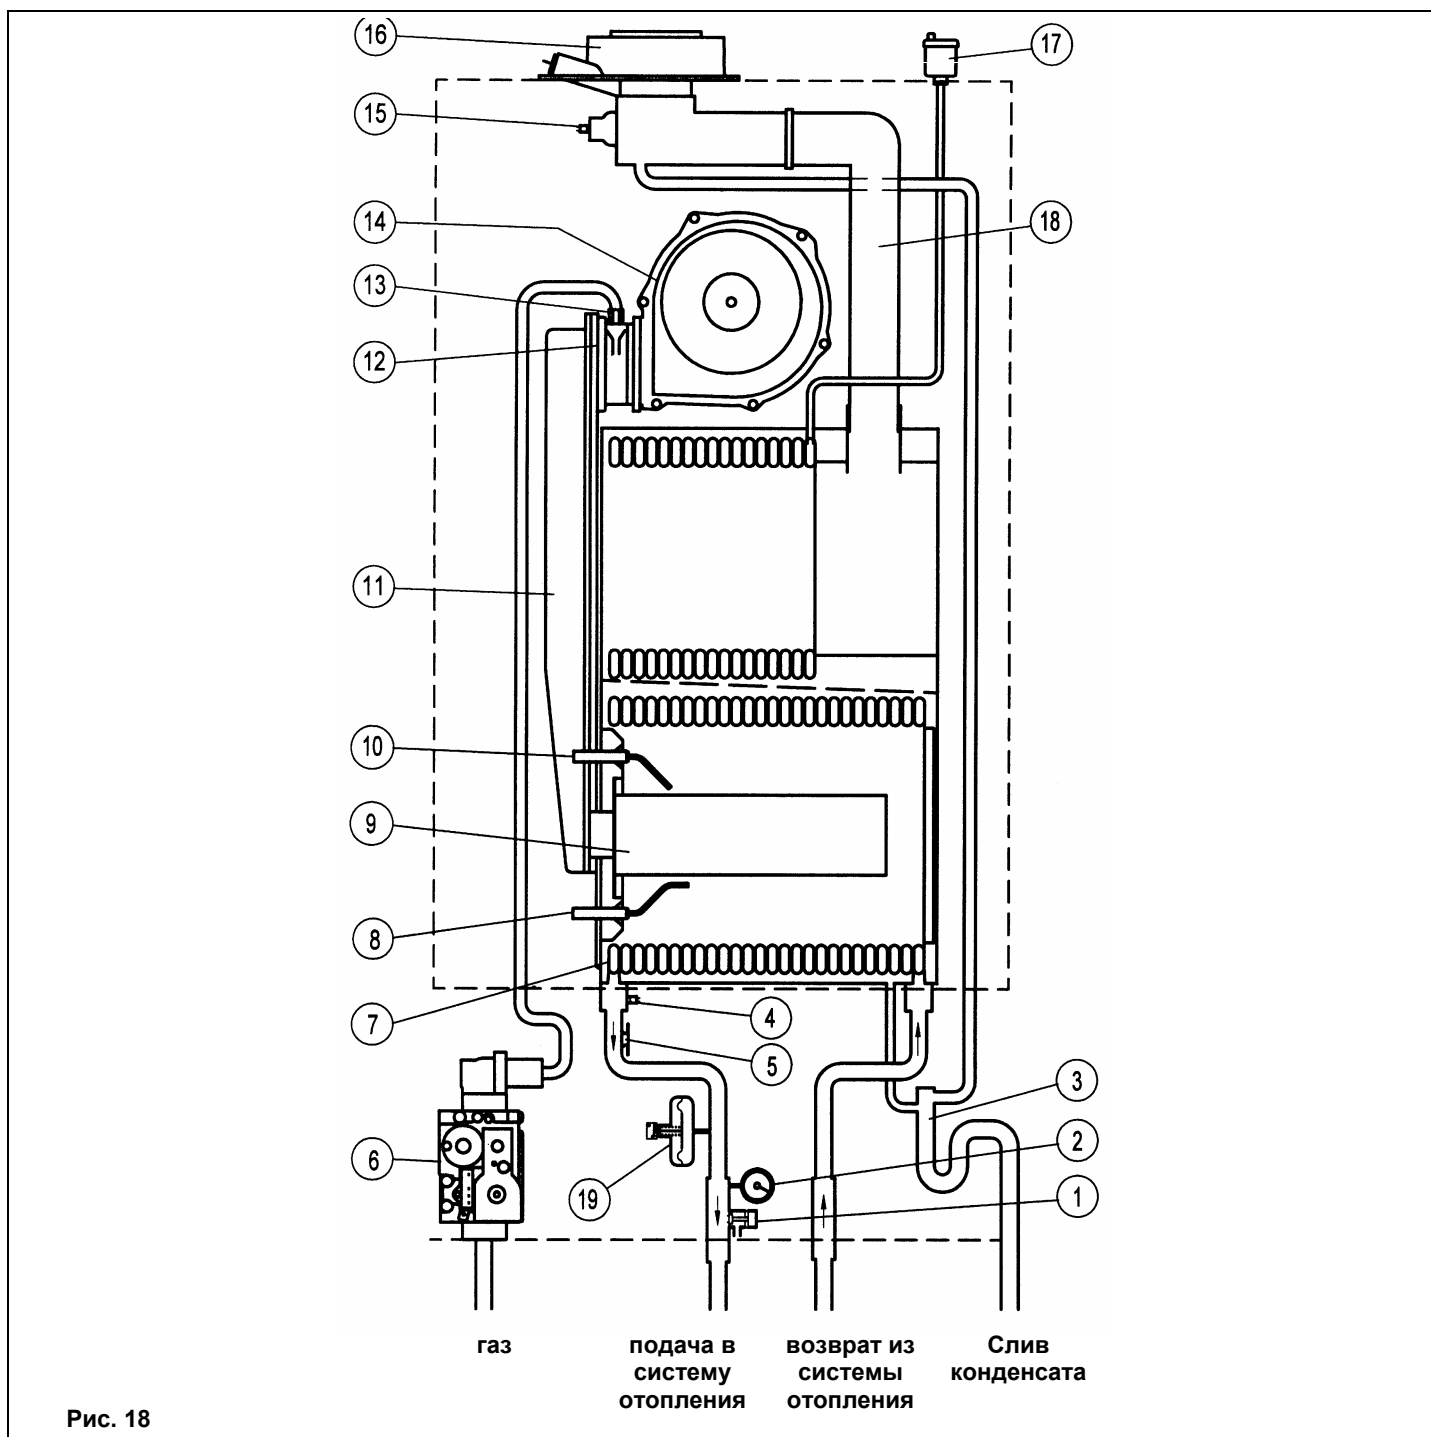 16
17
15
14
18
13
12
11
10
9
8
7
4
5
3
6
2
19
1
газ
подача в
систему
отопления
возврат из
системы
отопления
Слив
конденсата
Рис. 18